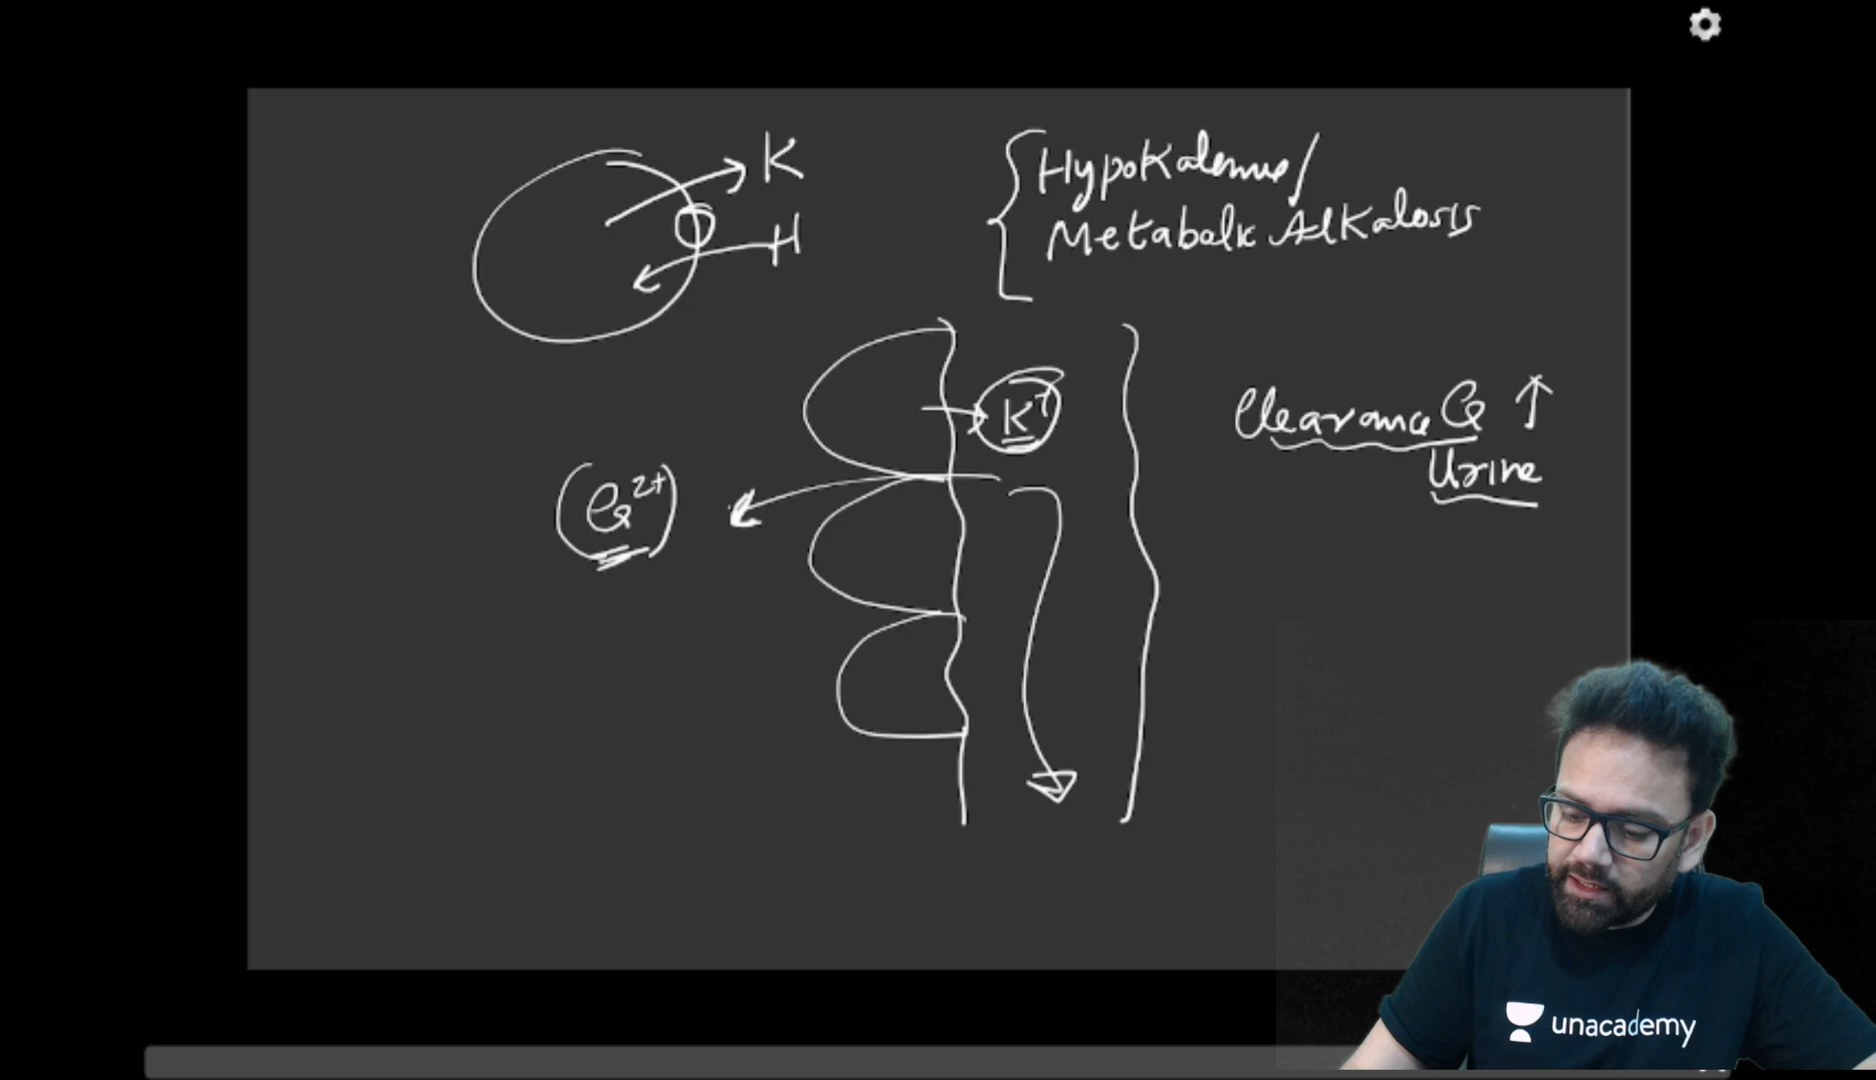 K
H
Hypokalemia/
Metabolic Alkalosis
K+
Clearance Ca ↑
Urine
Ca2+
unacademy